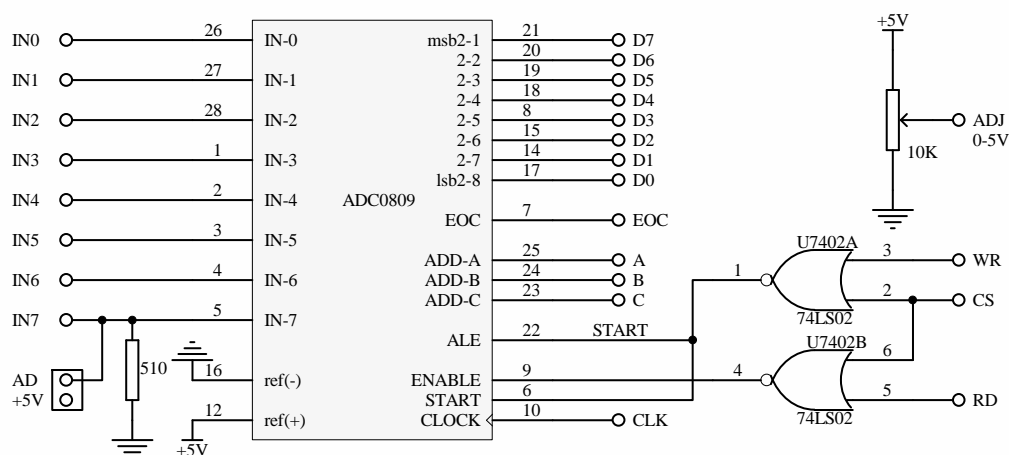 IN0 26 IN-0 msb2-1 21 D7
2-2 20 D6
IN1 27 IN-1 2-3 19 D5
2-4 18 D4
IN2 28 IN-2 2-5 8 D3
2-6 15 D2
IN3 1 IN-3 2-7 14 D1
lsb2-8 17 D0
IN4 2 IN-4 ADC0809
EOC 7 EOC
IN5 3 IN-5
ADD-A 25 A
IN6 4 IN-6 ADD-B 24 B
ADD-C 23 C
IN7 5 IN-7
ALE 22 START
510
AD 16 ref(-) ENABLE 9
+5V START 6
12 ref(+) CLOCK 10 CLK
+5V
+5V
ADJ
0-5V
10K
U7402A
1 3 WR
2 CS
74LS02
U7402B
6
4 5 RD
74LS02